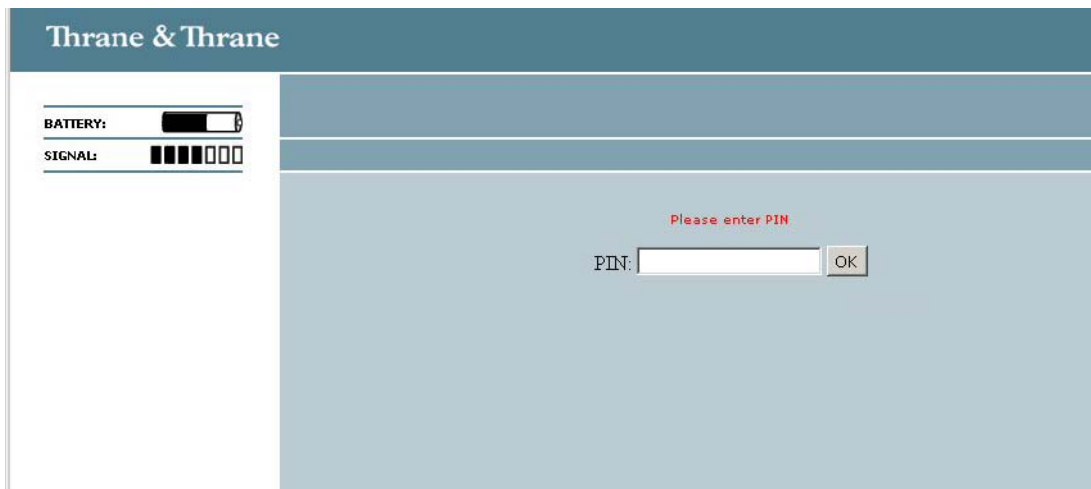 Thrane & Thrane
BATTERY:
SIGNAL:
Please enter PIN
PIN:
OK